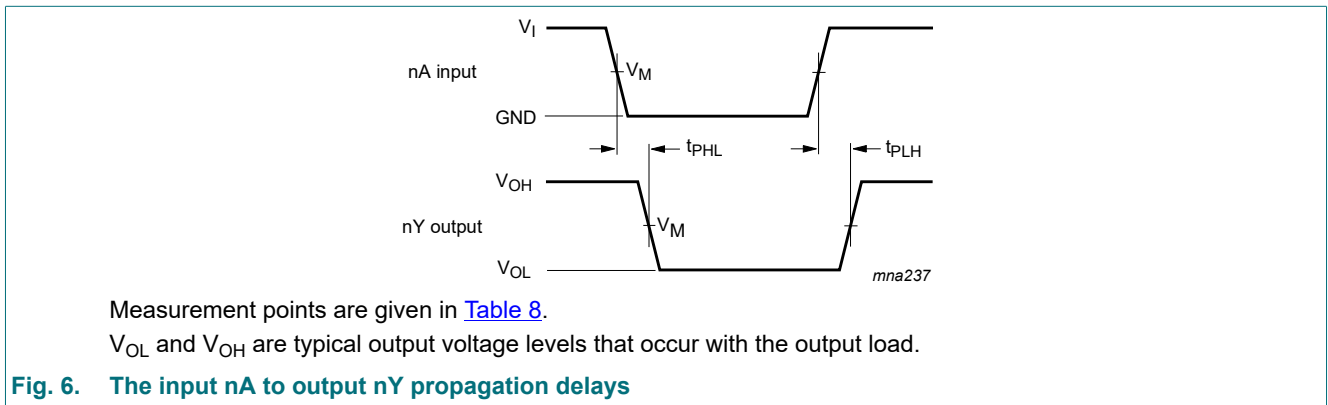 V_I
nA input
V_M
GND
t_PHL
t_PLH
V_OH
nY output
V_M
V_OL
mna237
Measurement points are given in Table 8.
V_OL and V_OH are typical output voltage levels that occur with the output load.
Fig. 6. The input nA to output nY propagation delays